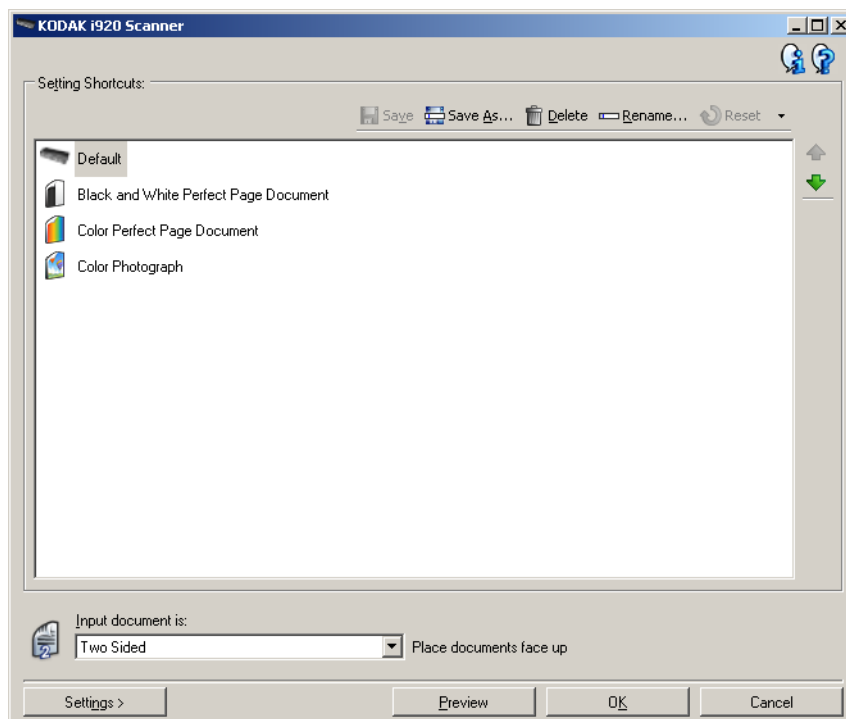 KODAK i920 Scanner
Setting Shortcuts:
Save Save As... Delete Rename... Reset
Default
Black and White Perfect Page Document
Color Perfect Page Document
Color Photograph
Input document is:
2 Two Sided Place documents face up
Settings > Preview OK Cancel